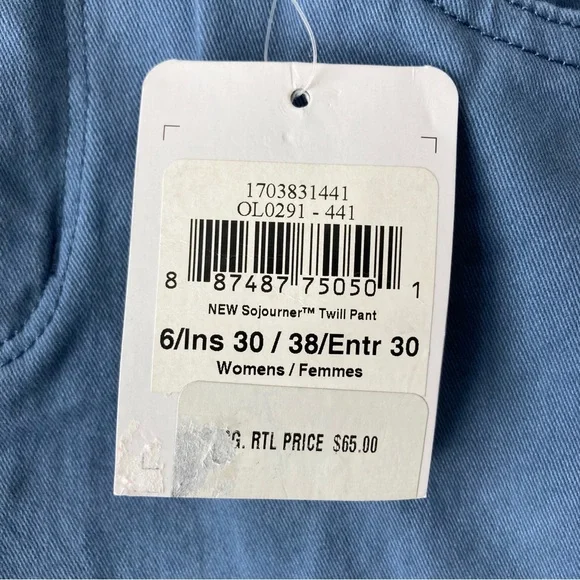 1703831441
OL0291 - 441
8 87487 75050 1
NEW Sojourner™ Twill Pant
6/Ins 30 / 38/Entr 30
Womens / Femmes
RTL PRICE $65.00